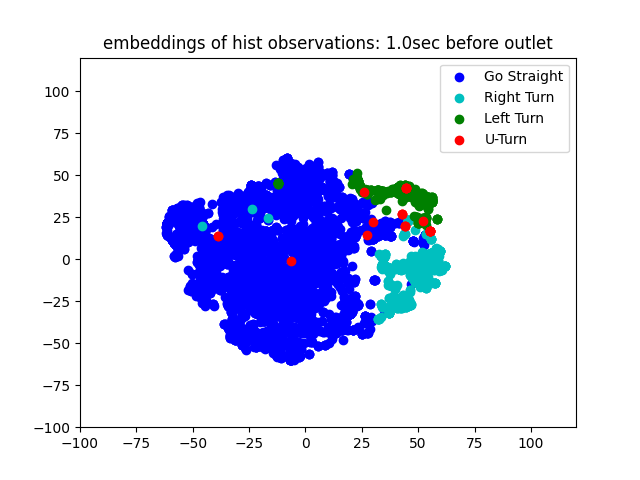 embeddings of hist observations: 1.0sec before outlet
Go Straight
Right Turn
Left Turn
U-Turn
100
75
50
25
0
−25
−50
−75
−100
−100 −75 −50 −25 0 25 50 75 100